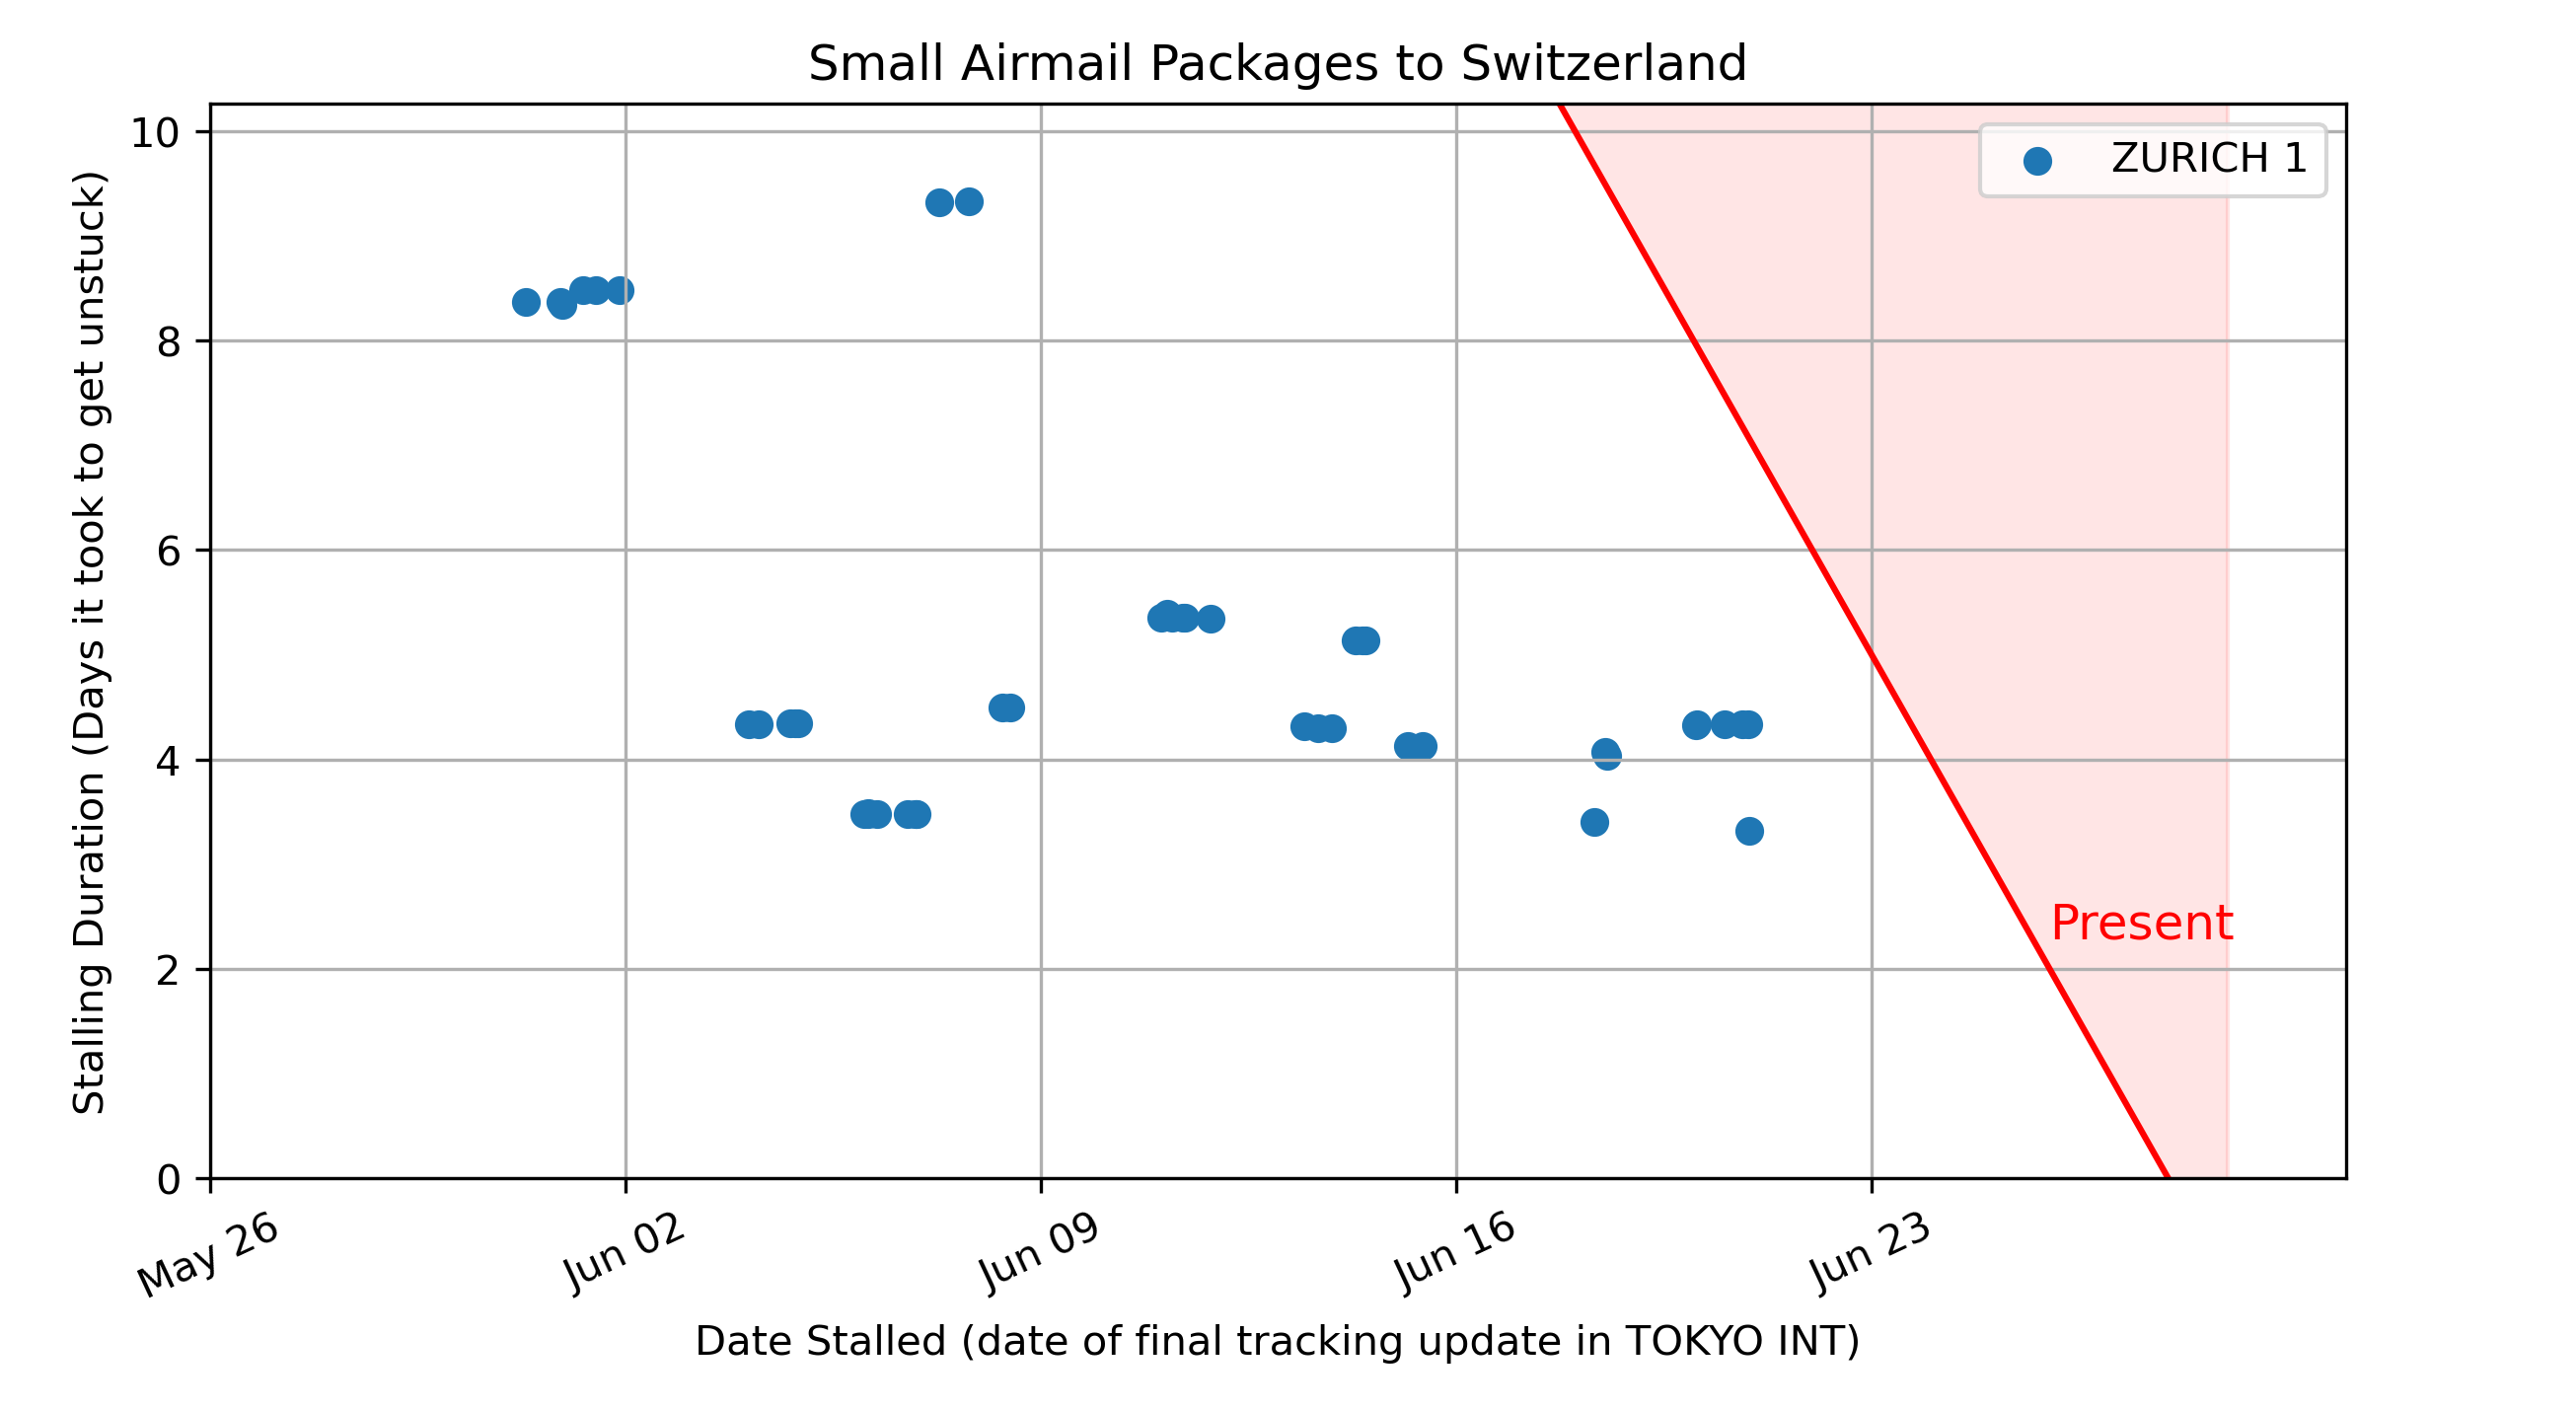 Small Airmail Packages to Switzerland
Stalling Duration (Days it took to get unstuck)
10
8
6
4
2
0
ZURICH 1
Present
May 26
Jun 02
Jun 09
Jun 16
Jun 23
Date Stalled (date of final tracking update in TOKYO INT)